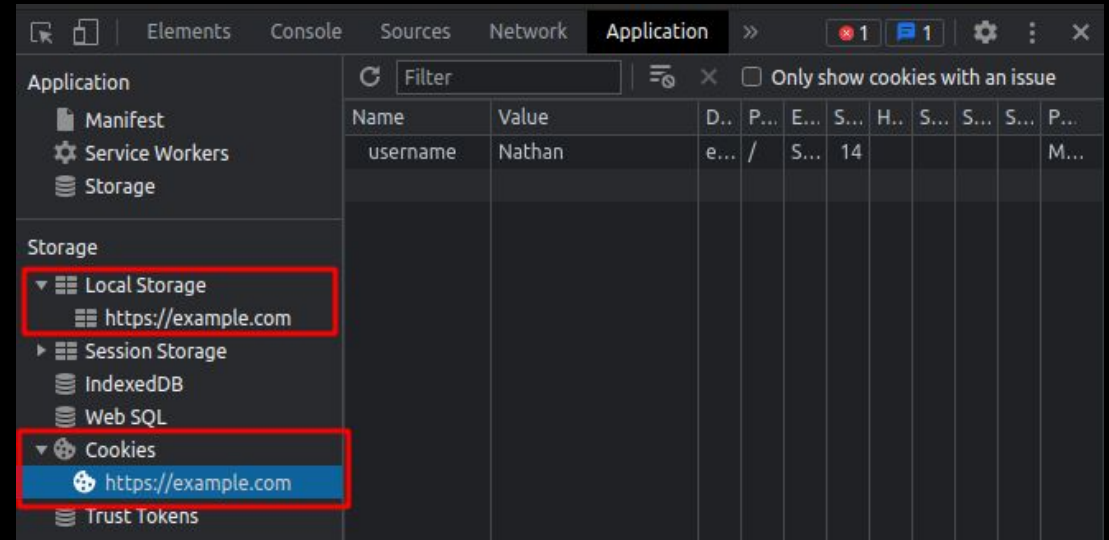 Elements Console Sources Network Application » 1 1
Application
Filter Only show cookies with an issue
Manifest
Service Workers
Storage
Name Value D.. P... E... S... H.. S... S... S... P...
username Nathan e... / S... 14 M...
Storage
Local Storage
https://example.com
Session Storage
IndexedDB
Web SQL
Cookies
https://example.com
Trust Tokens